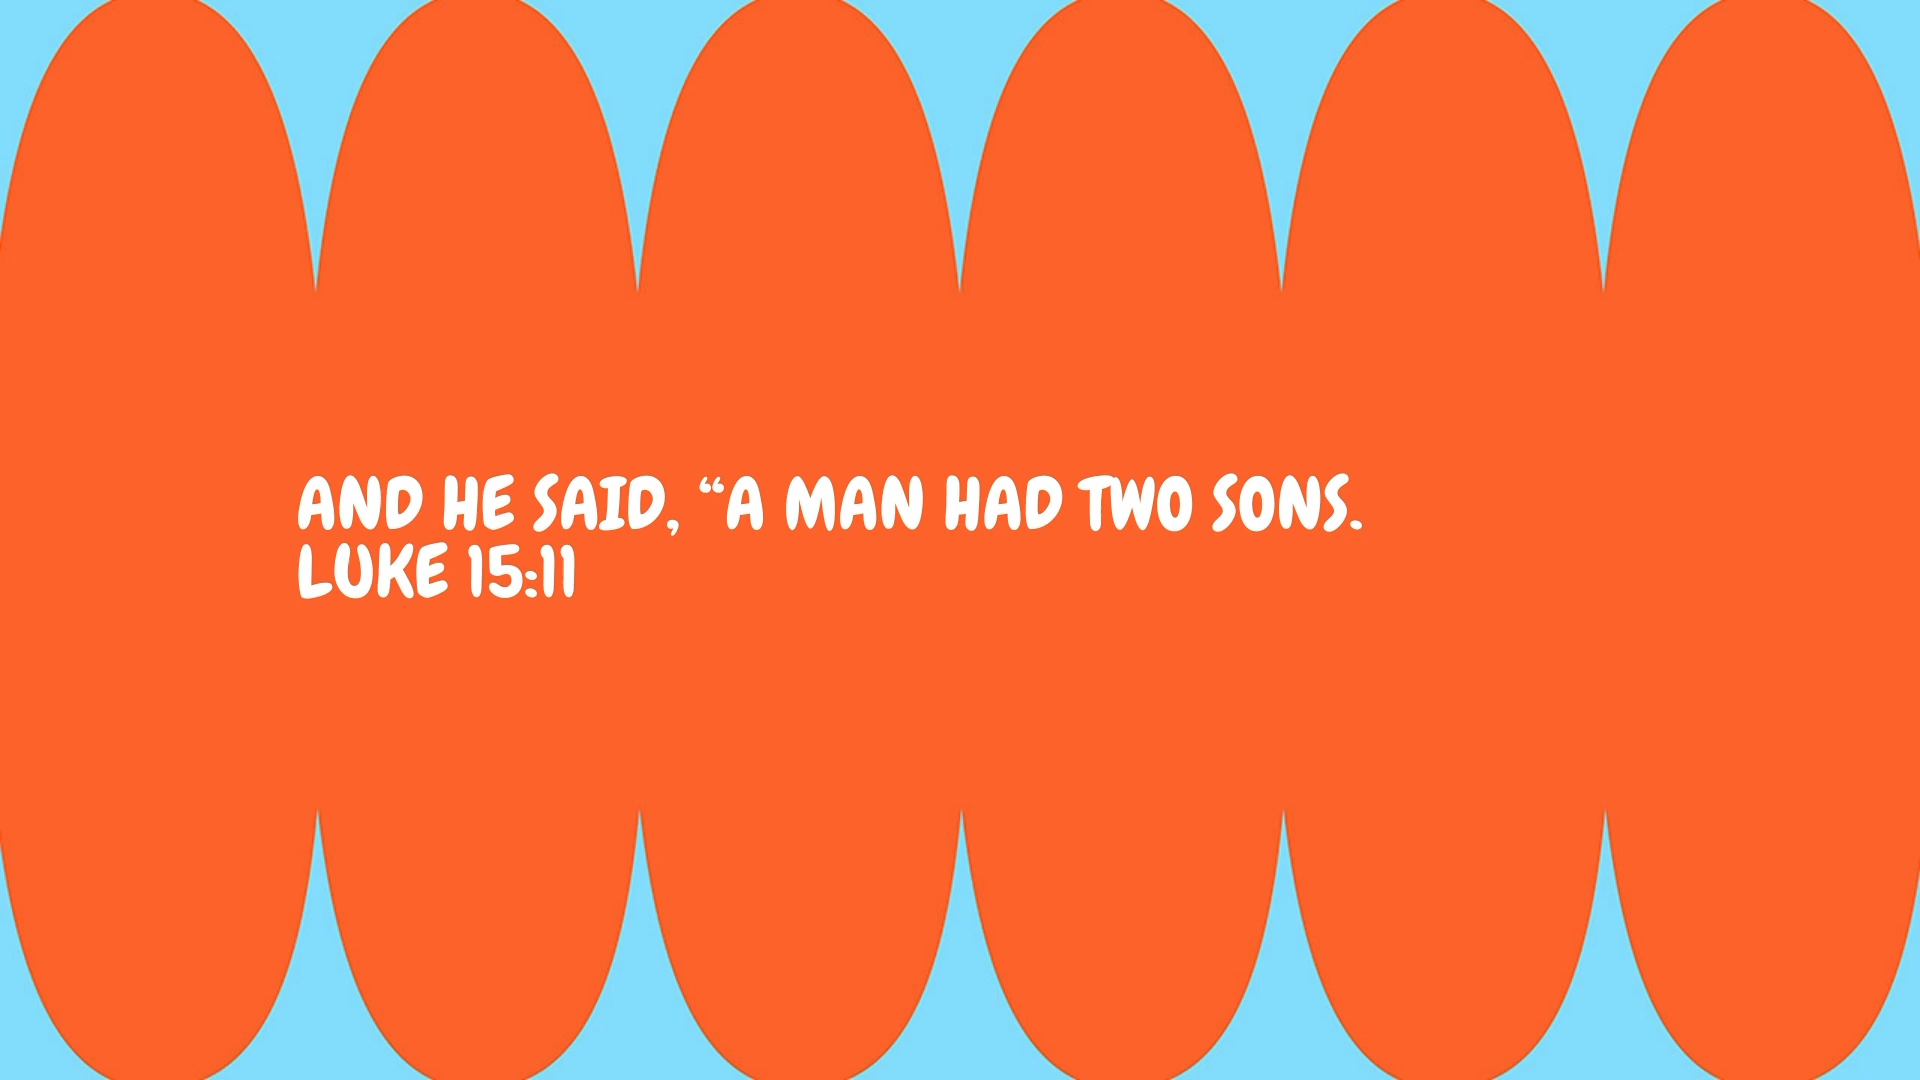 AND HE SAID, “A MAN HAD TWO SONS.
LUKE 15:11